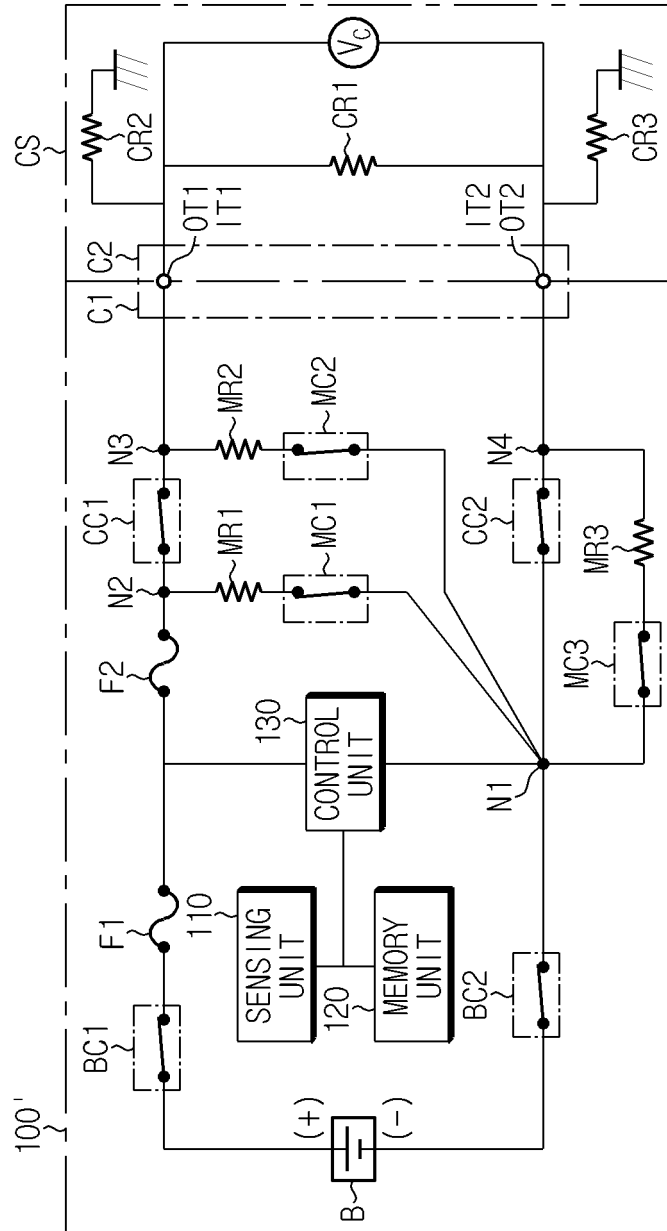 100'
CS
BC1
F1
F2
N2
CC1
N3
C1
C2
OT1
IT1
CR2
(+)
B
(-)
110
SENSING
UNIT
120
MEMORY
UNIT
130
CONTROL
UNIT
MR1
MC1
MR2
MC2
CR1
VC
BC2
N1
CC2
N4
IT2
OT2
MC3
MR3
CR3